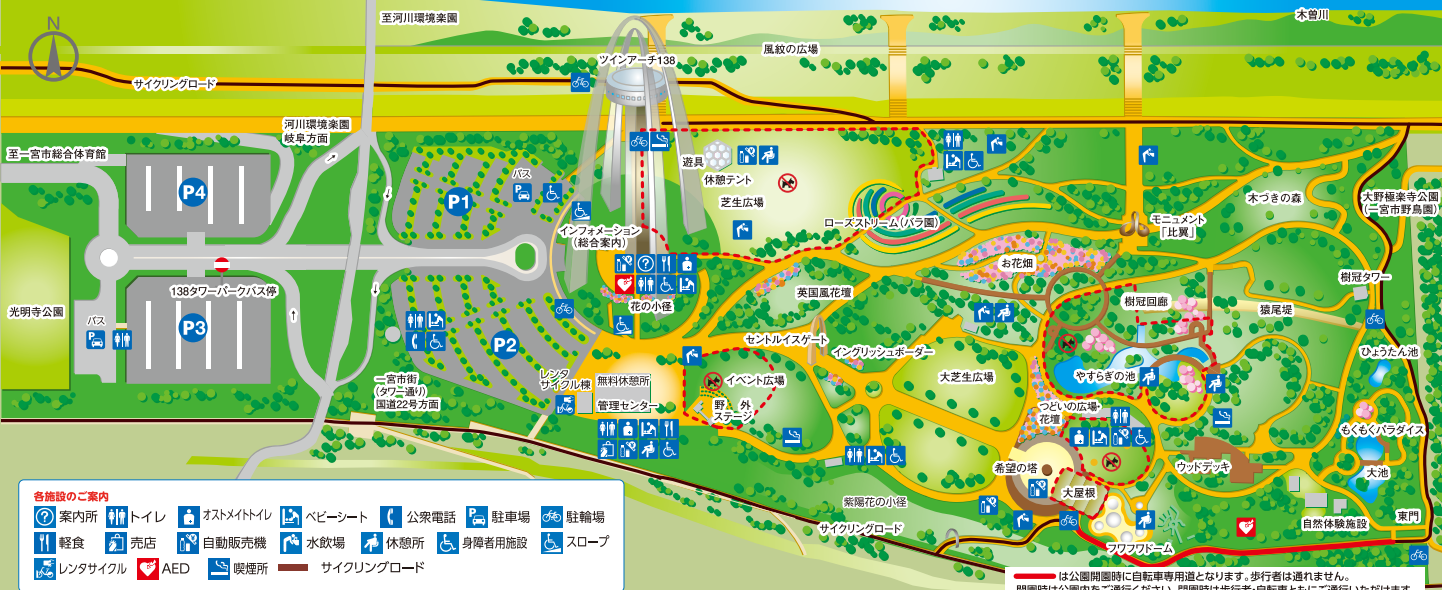 N
至河川環境楽園
木曽川
風紋の広場
ツインアーチ138
サイクリングロード
河川環境楽園
岐阜方面
至一宮市総合体育館
P4
P1
バス
遊具
休憩テント
芝生広場
ローズストリーム(バラ園)
モニュメント
「比翼」
木づきの森
大野極楽寺公園
(一宮市野鳥園)
インフォメーション
(総合案内)
お花畑
樹冠タワー
138タワーパークバス停
花の小径
英国風花壇
樹冠回廊
猿尾堤
光明寺公園
バス
P3
P2
セントルイスゲート
イングリッシュボーダー
ひょうたん池
一宮市街
(タワー通り)
国道22号方面
レンタ
サイクル棟
無料休憩所
管理センター
イベント広場
野外
ステージ
大芝生広場
やすらぎの池
つどいの広場・
花壇
もくもくパラダイス
大池
希望の塔
ウッドデッキ
大屋根
紫陽花の小径
サイクリングロード
フワフワドーム
自然体験施設
東門
各施設のご案内
案内所 トイレ オストメイトトイレ ベビーシート 公衆電話 駐車場 駐輪場
軽食 売店 自動販売機 水飲場 休憩所 身障者用施設 スロープ
レンタサイクル AED 喫煙所 サイクリングロード
は公園開園時に自転車専用道となります。歩行者は通れません。